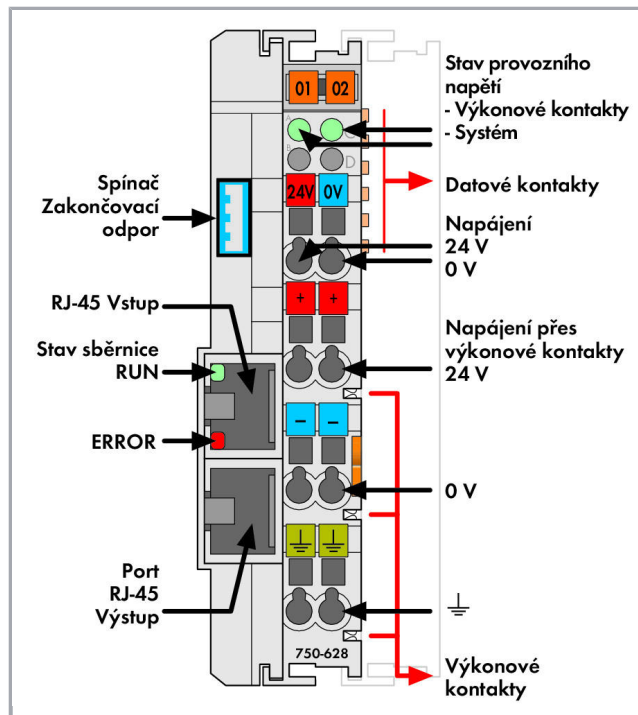 01 02
A
C
B
D
24V 0V
+ +
– –
750-628
Spínač
Zakončovací
odpor
RJ-45 Vstup
Stav sběrnice
RUN
ERROR
Port
RJ-45
Výstup
Stav provozního
napětí
- Výkonové kontakty
- Systém
Datové kontakty
Napájení
24 V
0 V
Napájení přes
výkonové kontakty
24 V
0 V
Výkonové
kontakty